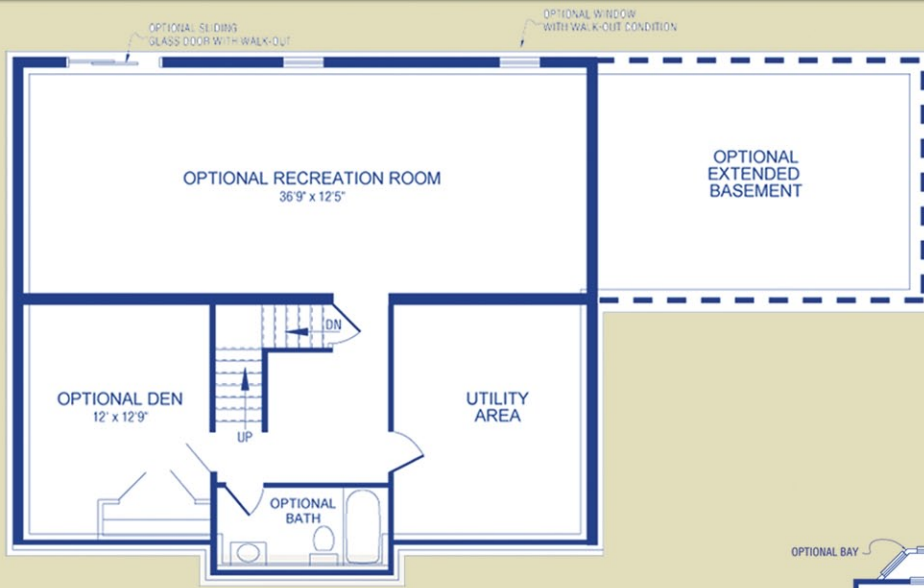 OPTIONAL SLIDING
GLASS DOOR WITH WALK-OUT
OPTIONAL WINDOW
WITH WALK-OUT CONDITION
OPTIONAL RECREATION ROOM
36'9" x 12'5"
OPTIONAL
EXTENDED
BASEMENT
DN
OPTIONAL DEN
12' x 12'9"
UP
UTILITY
AREA
OPTIONAL
BATH
OPTIONAL BAY